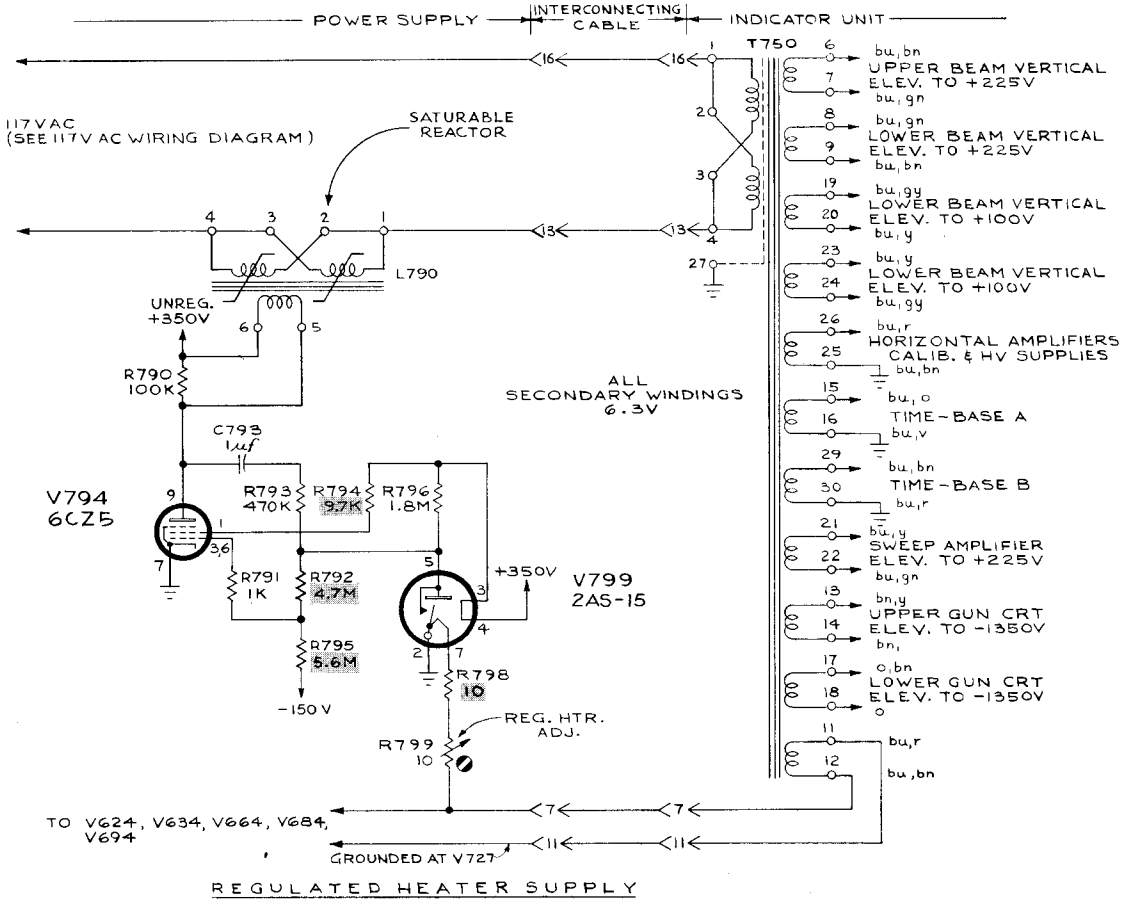 POWER SUPPLY
INTERCONNECTING
CABLE
INDICATOR UNIT
16
16
1
T750
6
bu,bn
UPPER BEAM VERTICAL
7
ELEV. TO +225V
bu,gn
2
8
bu,gn
LOWER BEAM VERTICAL
9
ELEV. TO +225V
bu,bn
117V AC
(SEE 117V AC WIRING DIAGRAM)
SATURABLE
REACTOR
3
19
bu,gy
LOWER BEAM VERTICAL
20
ELEV. TO +100V
bu,y
4
3
2
1
13
13
4
L790
27
23
bu,y
LOWER BEAM VERTICAL
24
ELEV. TO +100V
bu,gy
UNREG.
+350V
6
5
R790
100K
26
bu,r
HORIZONTAL AMPLIFIERS
25
CALIB. & HV SUPPLIES
bu,bn
ALL
SECONDARY WINDINGS
6.3V
15
bu,o
16
TIME-BASE A
bu,v
C793
1uf
29
bu,bn
30
TIME-BASE B
bu,r
V794
6CZ5
9
1
3,6
7
R793
470K
R794
9.7K
R796
1.8M
21
bu,y
SWEEP AMPLIFIER
22
ELEV. TO +225V
bu,gn
R791
1K
R792
4.7M
5
3
4
2
7
+350V
V799
2AS-15
13
bn,y
UPPER GUN CRT
14
ELEV. TO -1350V
bn,
R795
5.6M
-150V
R798
10
17
o,bn
LOWER GUN CRT
18
ELEV. TO -1350V
o
REG. HTR.
ADJ.
R799
10
11
bu,r
12
bu,bn
7
7
TO V624, V634, V664, V684,
V694
11
11
GROUNDED AT V727
REGULATED HEATER SUPPLY